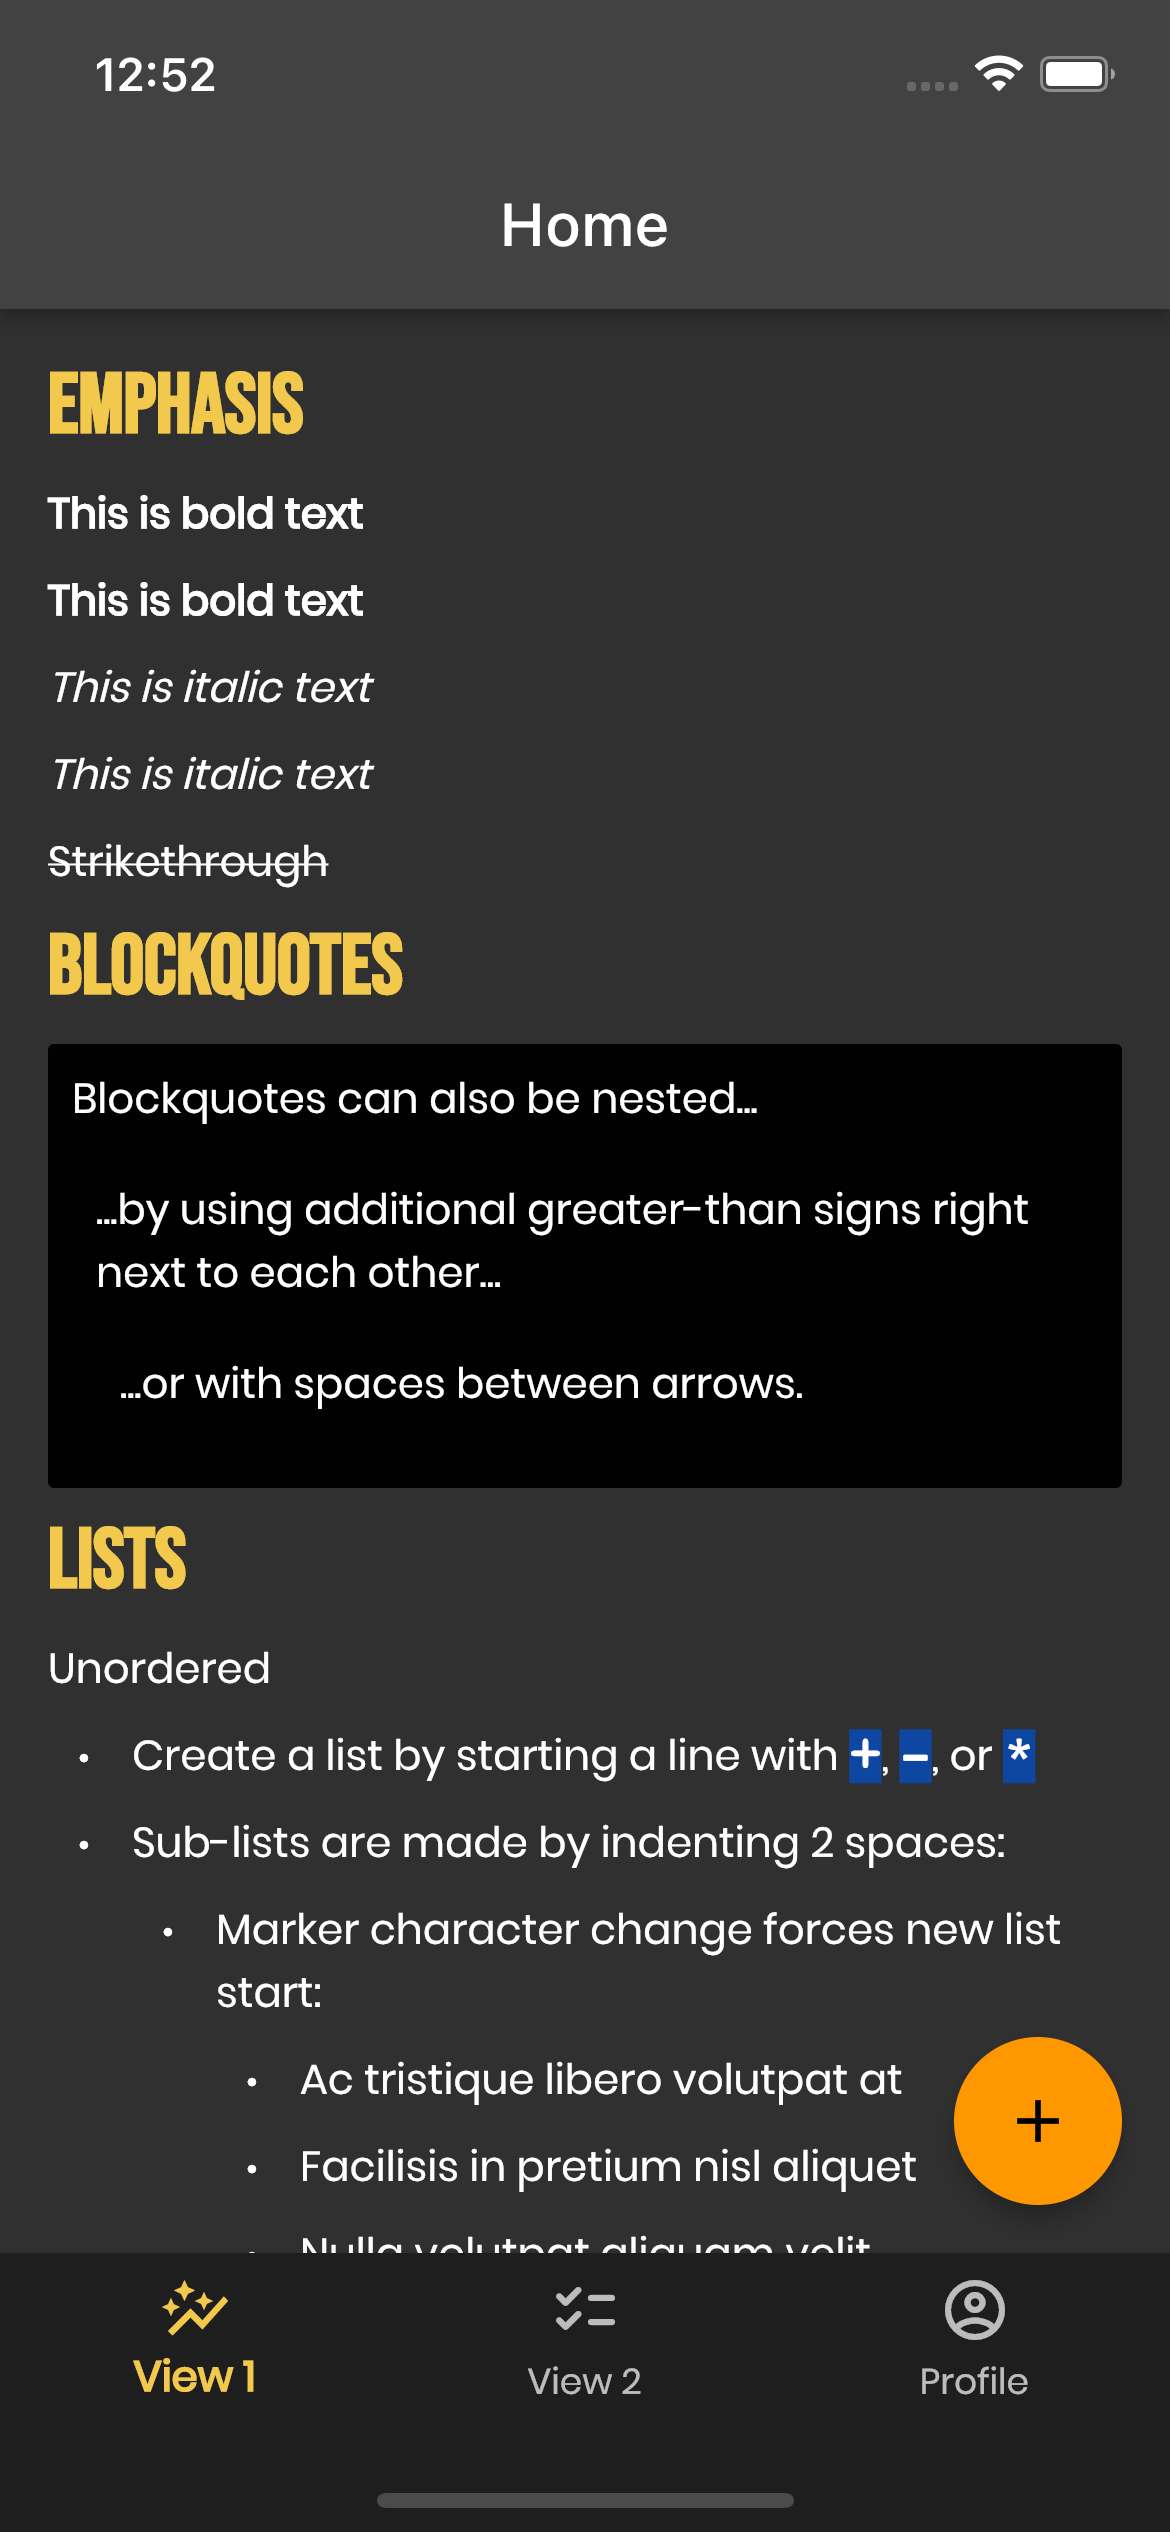 12:52
Home
EMPHASIS
This is bold text
This is bold text
This is italic text
This is italic text
Strikethrough
BLOCKQUOTES
Blockquotes can also be nested...
...by using additional greater-than signs right
next to each other...
...or with spaces between arrows.
LISTS
Unordered
• Create a list by starting a line with +, -, or *
• Sub-lists are made by indenting 2 spaces:
• Marker character change forces new list
start:
• Ac tristique libero volutpat at
• Facilisis in pretium nisl aliquet
• Nulla volutpat aliquam velit
+
View 1
View 2
Profile